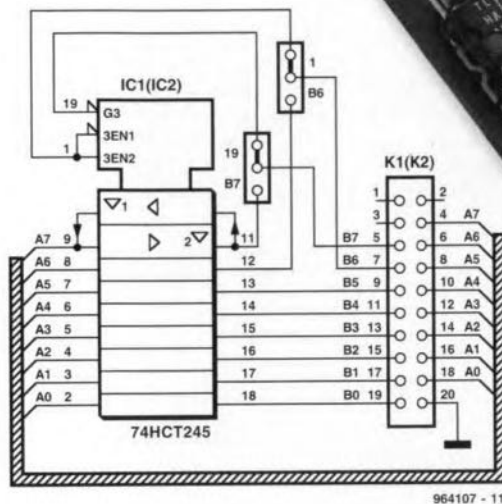 1
B6
IC1(IC2)
19
G3
3EN1
1
3EN2
19
B7
K1(K2)
1 2
3 4 A7
B7 5 6 A6
B6 7 8 A5
B5 9 10 A4
B4 11 12 A3
B3 13 14 A2
B2 15 16 A1
B1 17 18 A0
B0 19 20
1
2
A7 9 11
A6 8 12
A5 7 13
A4 6 14
A3 5 15
A2 4 16
A1 3 17
A0 2 18
74HCT245
964107 - 11